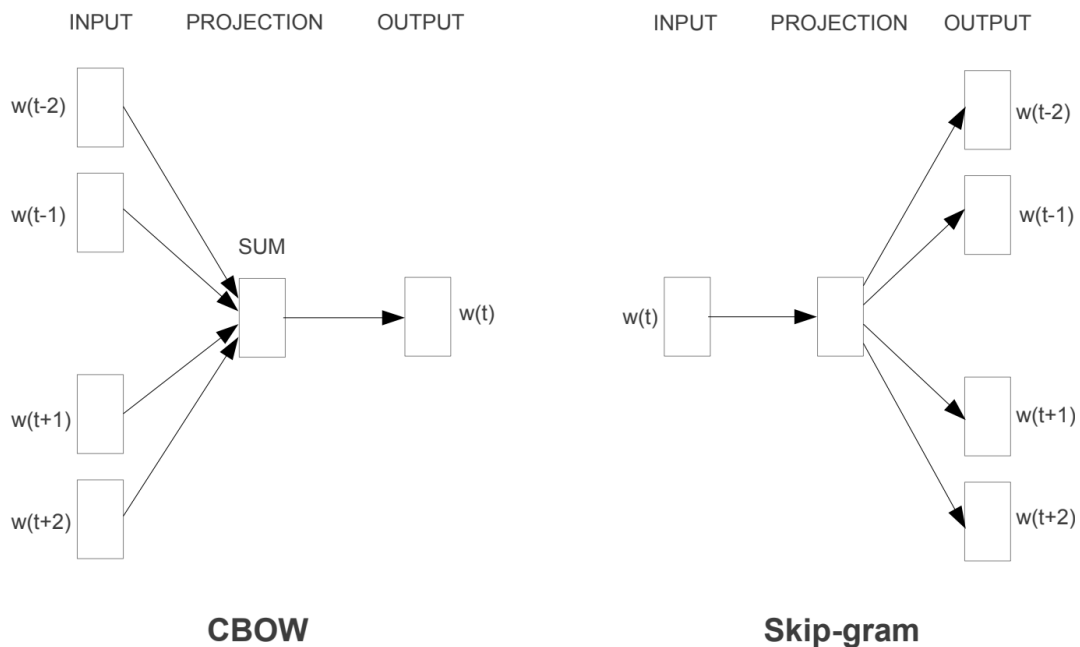 INPUT PROJECTION OUTPUT
w(t-2)
w(t-1)
SUM
w(t)
w(t+1)
w(t+2)
CBOW
INPUT PROJECTION OUTPUT
w(t-2)
w(t-1)
w(t)
w(t+1)
w(t+2)
Skip-gram